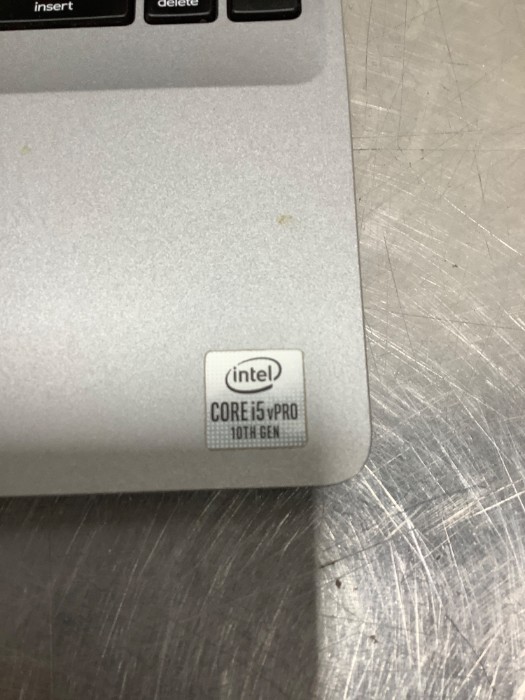 insert
delete
intel
CORE i5 vPRO
10TH GEN